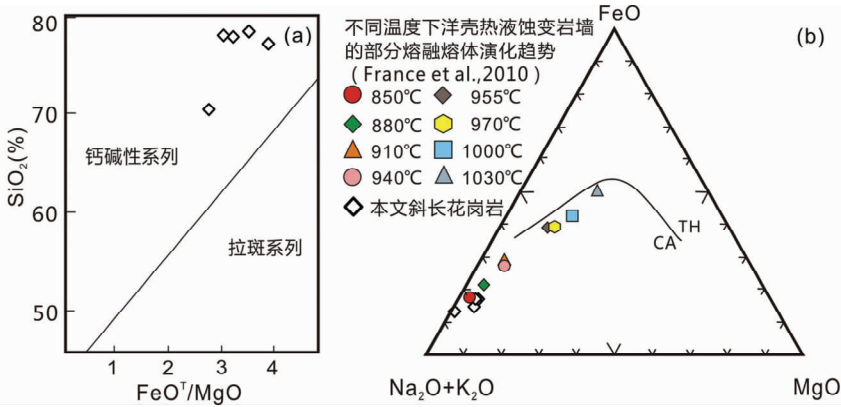 80
70
60
50
SiO₂(%)
(a)
钙碱性系列
拉斑系列
1 2 3 4
FeOᵀ/MgO
FeO
(b)
不同温度下洋壳热液蚀变岩墙
的部分熔融熔体演化趋势
(France et al.,2010)
850℃ 955℃
880℃ 970℃
910℃ 1000℃
940℃ 1030℃
本文斜长花岗岩
TH
CA
Na₂O+K₂O
MgO